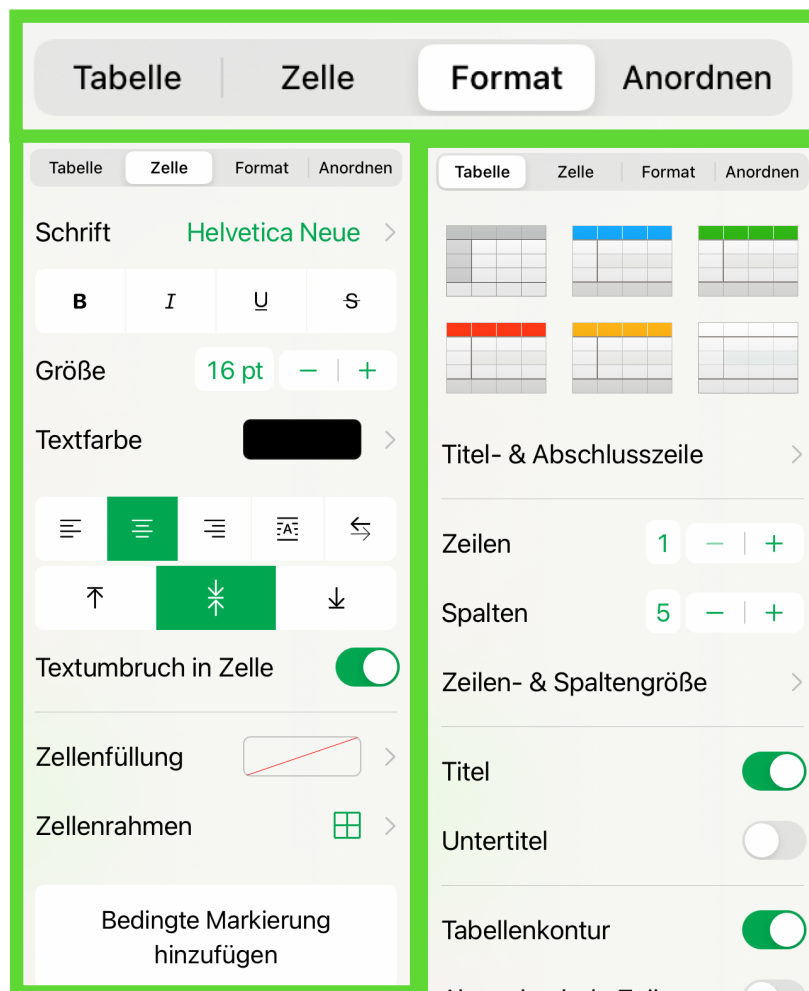 Tabelle Zelle Format Anordnen
Tabelle Zelle Format Anordnen
Schrift Helvetica Neue
B I U S
Größe 16 pt − +
Textfarbe
A
Textumbruch in Zelle
Zellenfüllung
Zellenrahmen
Bedingte Markierung
hinzufügen
Tabelle Zelle Format Anordnen
Titel- & Abschlusszeile
Zeilen 1 − +
Spalten 5 − +
Zeilen- & Spaltengröße
Titel
Untertitel
Tabellenkontur